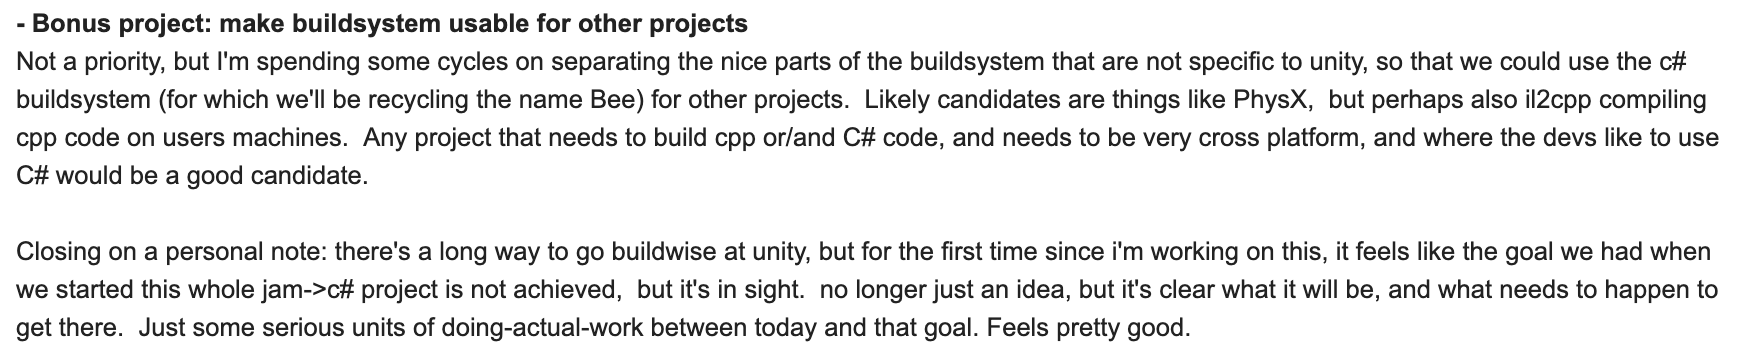 - Bonus project: make buildsystem usable for other projects
Not a priority, but I'm spending some cycles on separating the nice parts of the buildsystem that are not specific to unity, so that we could use the c#
buildsystem (for which we'll be recycling the name Bee) for other projects.  Likely candidates are things like PhysX,  but perhaps also il2cpp compiling
cpp code on users machines.  Any project that needs to build cpp or/and C# code, and needs to be very cross platform, and where the devs like to use
C# would be a good candidate.

Closing on a personal note: there's a long way to go buildwise at unity, but for the first time since i'm working on this, it feels like the goal we had when
we started this whole jam->c# project is not achieved,  but it's in sight.  no longer just an idea, but it's clear what it will be, and what needs to happen to
get there.  Just some serious units of doing-actual-work between today and that goal. Feels pretty good.